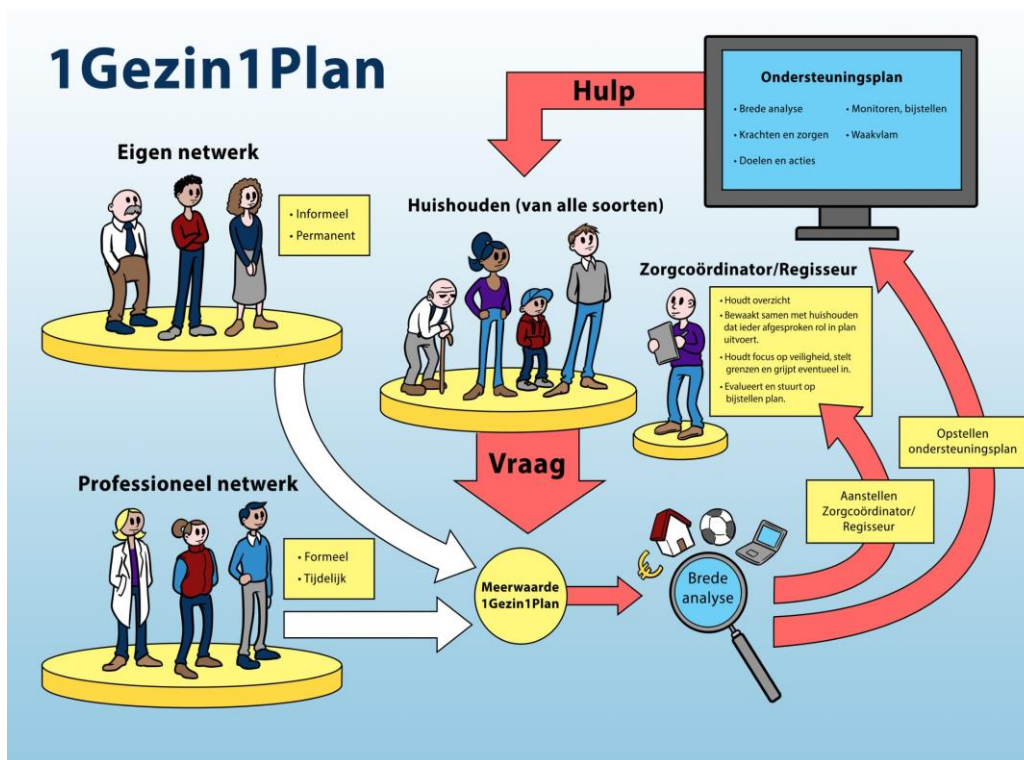 1Gezin1Plan
Eigen netwerk
• Informeel
• Permanent
Hulp
Ondersteuningsplan
• Brede analyse
• Krachten en zorgen
• Doelen en acties
• Monitoren, bijstellen
• Waakvlam
Huishouden (van alle soorten)
Zorgcoördinator/Regisseur
• Houdt overzicht
• Bewaakt samen met huishouden
dat ieder afgesproken rol in plan
uitvoert.
• Houdt focus op veiligheid, stelt
grenzen en grijpt eventueel in.
• Evalueert en stuurt op
bijstellen plan.
Vraag
Professioneel netwerk
• Formeel
• Tijdelijk
Meerwaarde
1Gezin1Plan
€
Brede
analyse
Aanstellen
Zorgcoördinator/
Regisseur
Opstellen
ondersteuningsplan